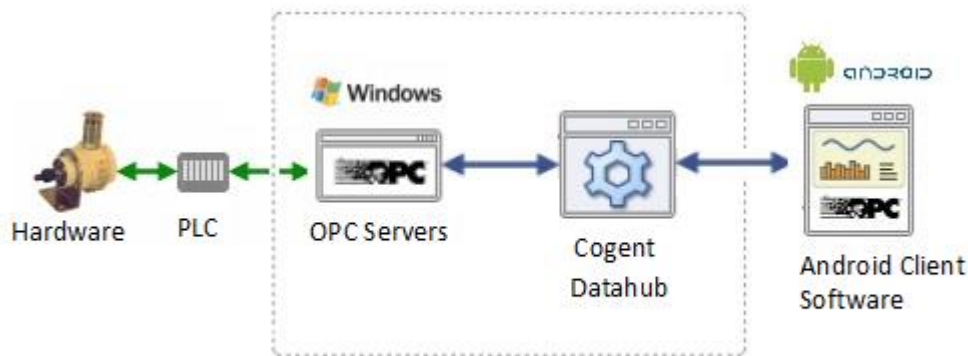 Windows
android
OPC
OPC
Hardware
PLC
OPC Servers
Cogent
Datahub
Android Client
Software